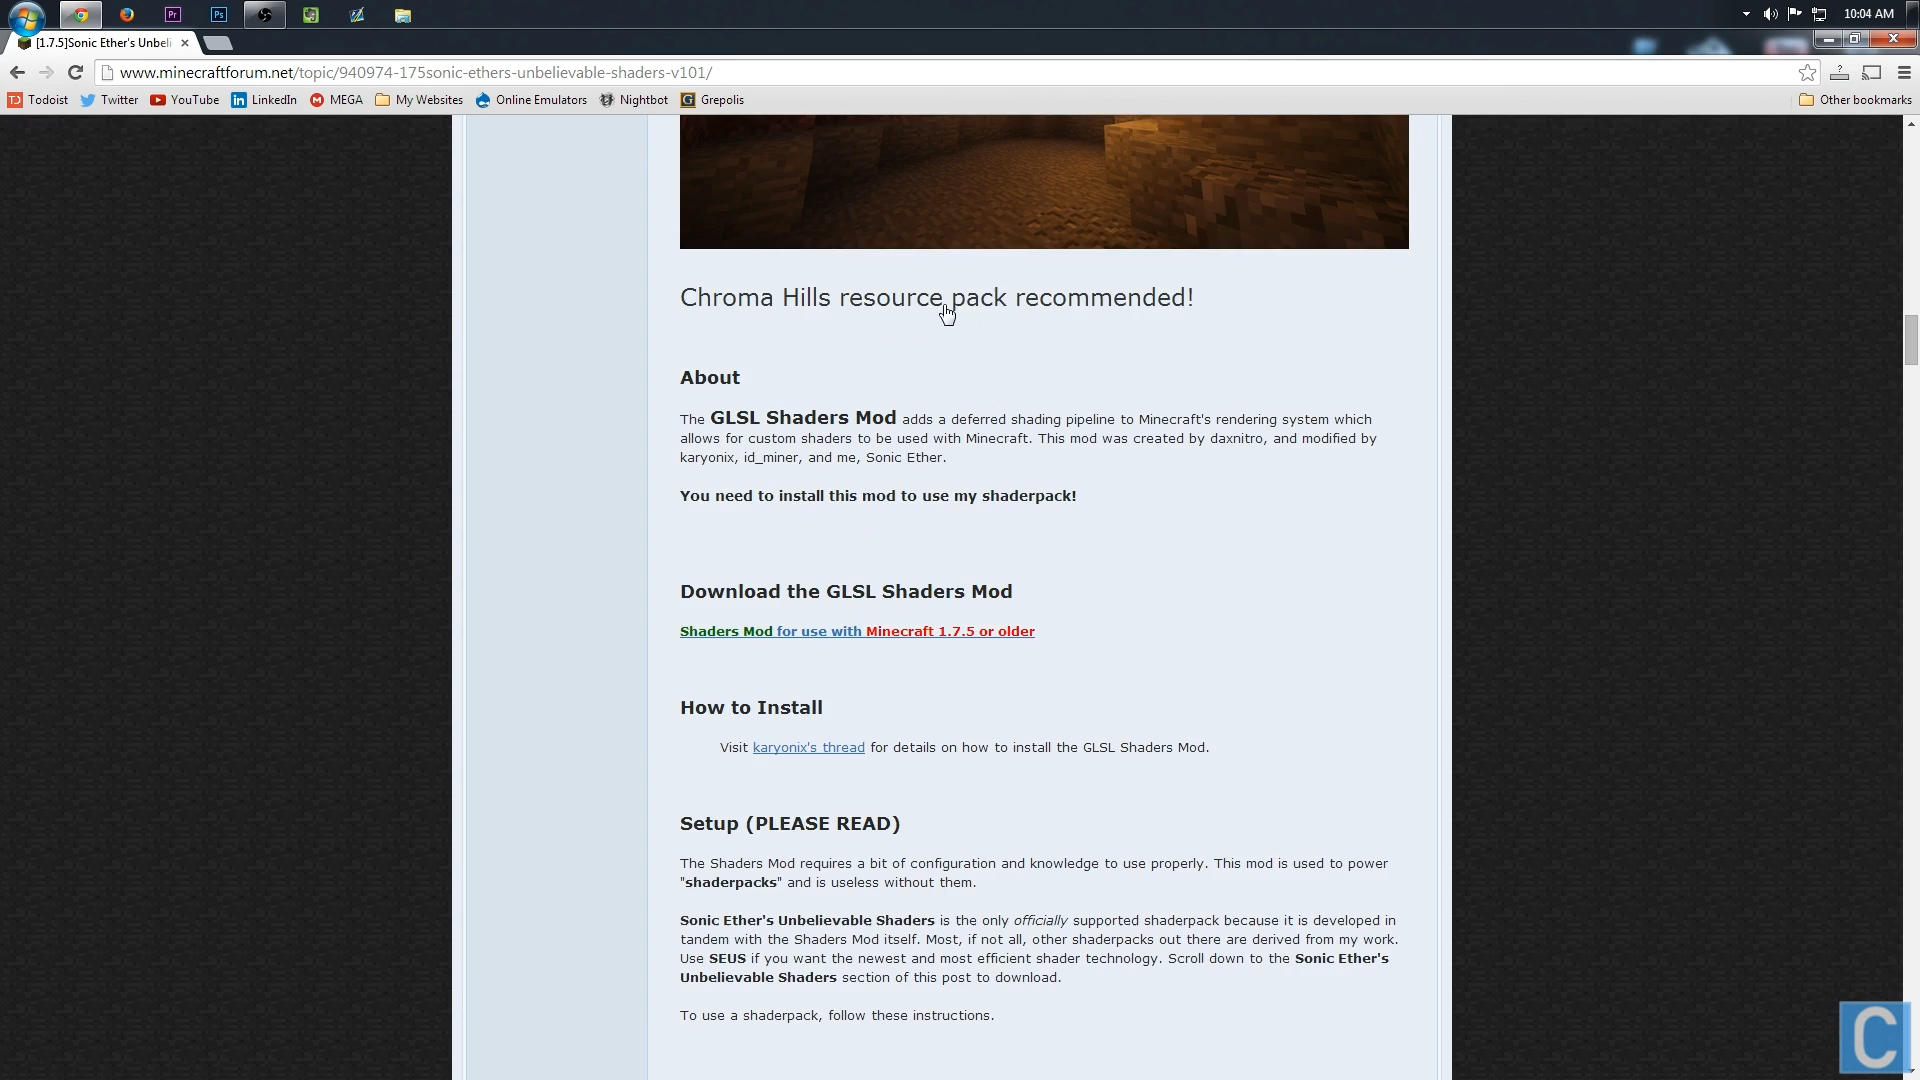 Pr
Ps
10:04 AM
[1.7.5]Sonic Ether's Unbeli
www.minecraftforum.net/topic/940974-175sonic-ethers-unbelievable-shaders-v101/
Todoist Twitter YouTube LinkedIn MEGA My Websites Online Emulators Nightbot Grepolis Other bookmarks
Chroma Hills resource pack recommended!
About
The GLSL Shaders Mod adds a deferred shading pipeline to Minecraft's rendering system which
allows for custom shaders to be used with Minecraft. This mod was created by daxnitro, and modified by
karyonix, id_miner, and me, Sonic Ether.
You need to install this mod to use my shaderpack!
Download the GLSL Shaders Mod
Shaders Mod for use with Minecraft 1.7.5 or older
How to Install
Visit karyonix's thread for details on how to install the GLSL Shaders Mod.
Setup (PLEASE READ)
The Shaders Mod requires a bit of configuration and knowledge to use properly. This mod is used to power
"shaderpacks" and is useless without them.
Sonic Ether's Unbelievable Shaders is the only officially supported shaderpack because it is developed in
tandem with the Shaders Mod itself. Most, if not all, other shaderpacks out there are derived from my work.
Use SEUS if you want the newest and most efficient shader technology. Scroll down to the Sonic Ether's
Unbelievable Shaders section of this post to download.
To use a shaderpack, follow these instructions.
C